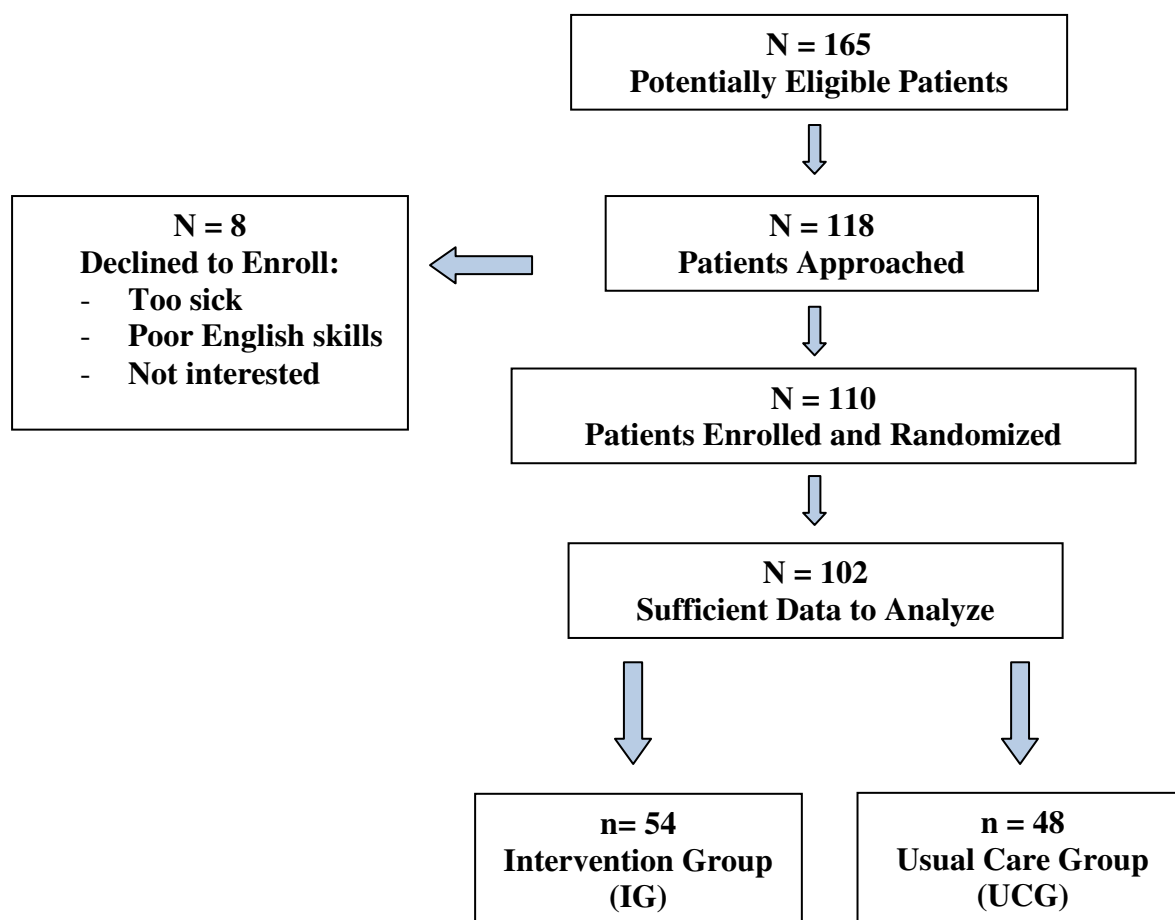 N = 165
Potentially Eligible Patients
N = 118
Patients Approached
N = 8
Declined to Enroll:
- Too sick
- Poor English skills
- Not interested
N = 110
Patients Enrolled and Randomized
N = 102
Sufficient Data to Analyze
n= 54
Intervention Group
(IG)
n = 48
Usual Care Group
(UCG)